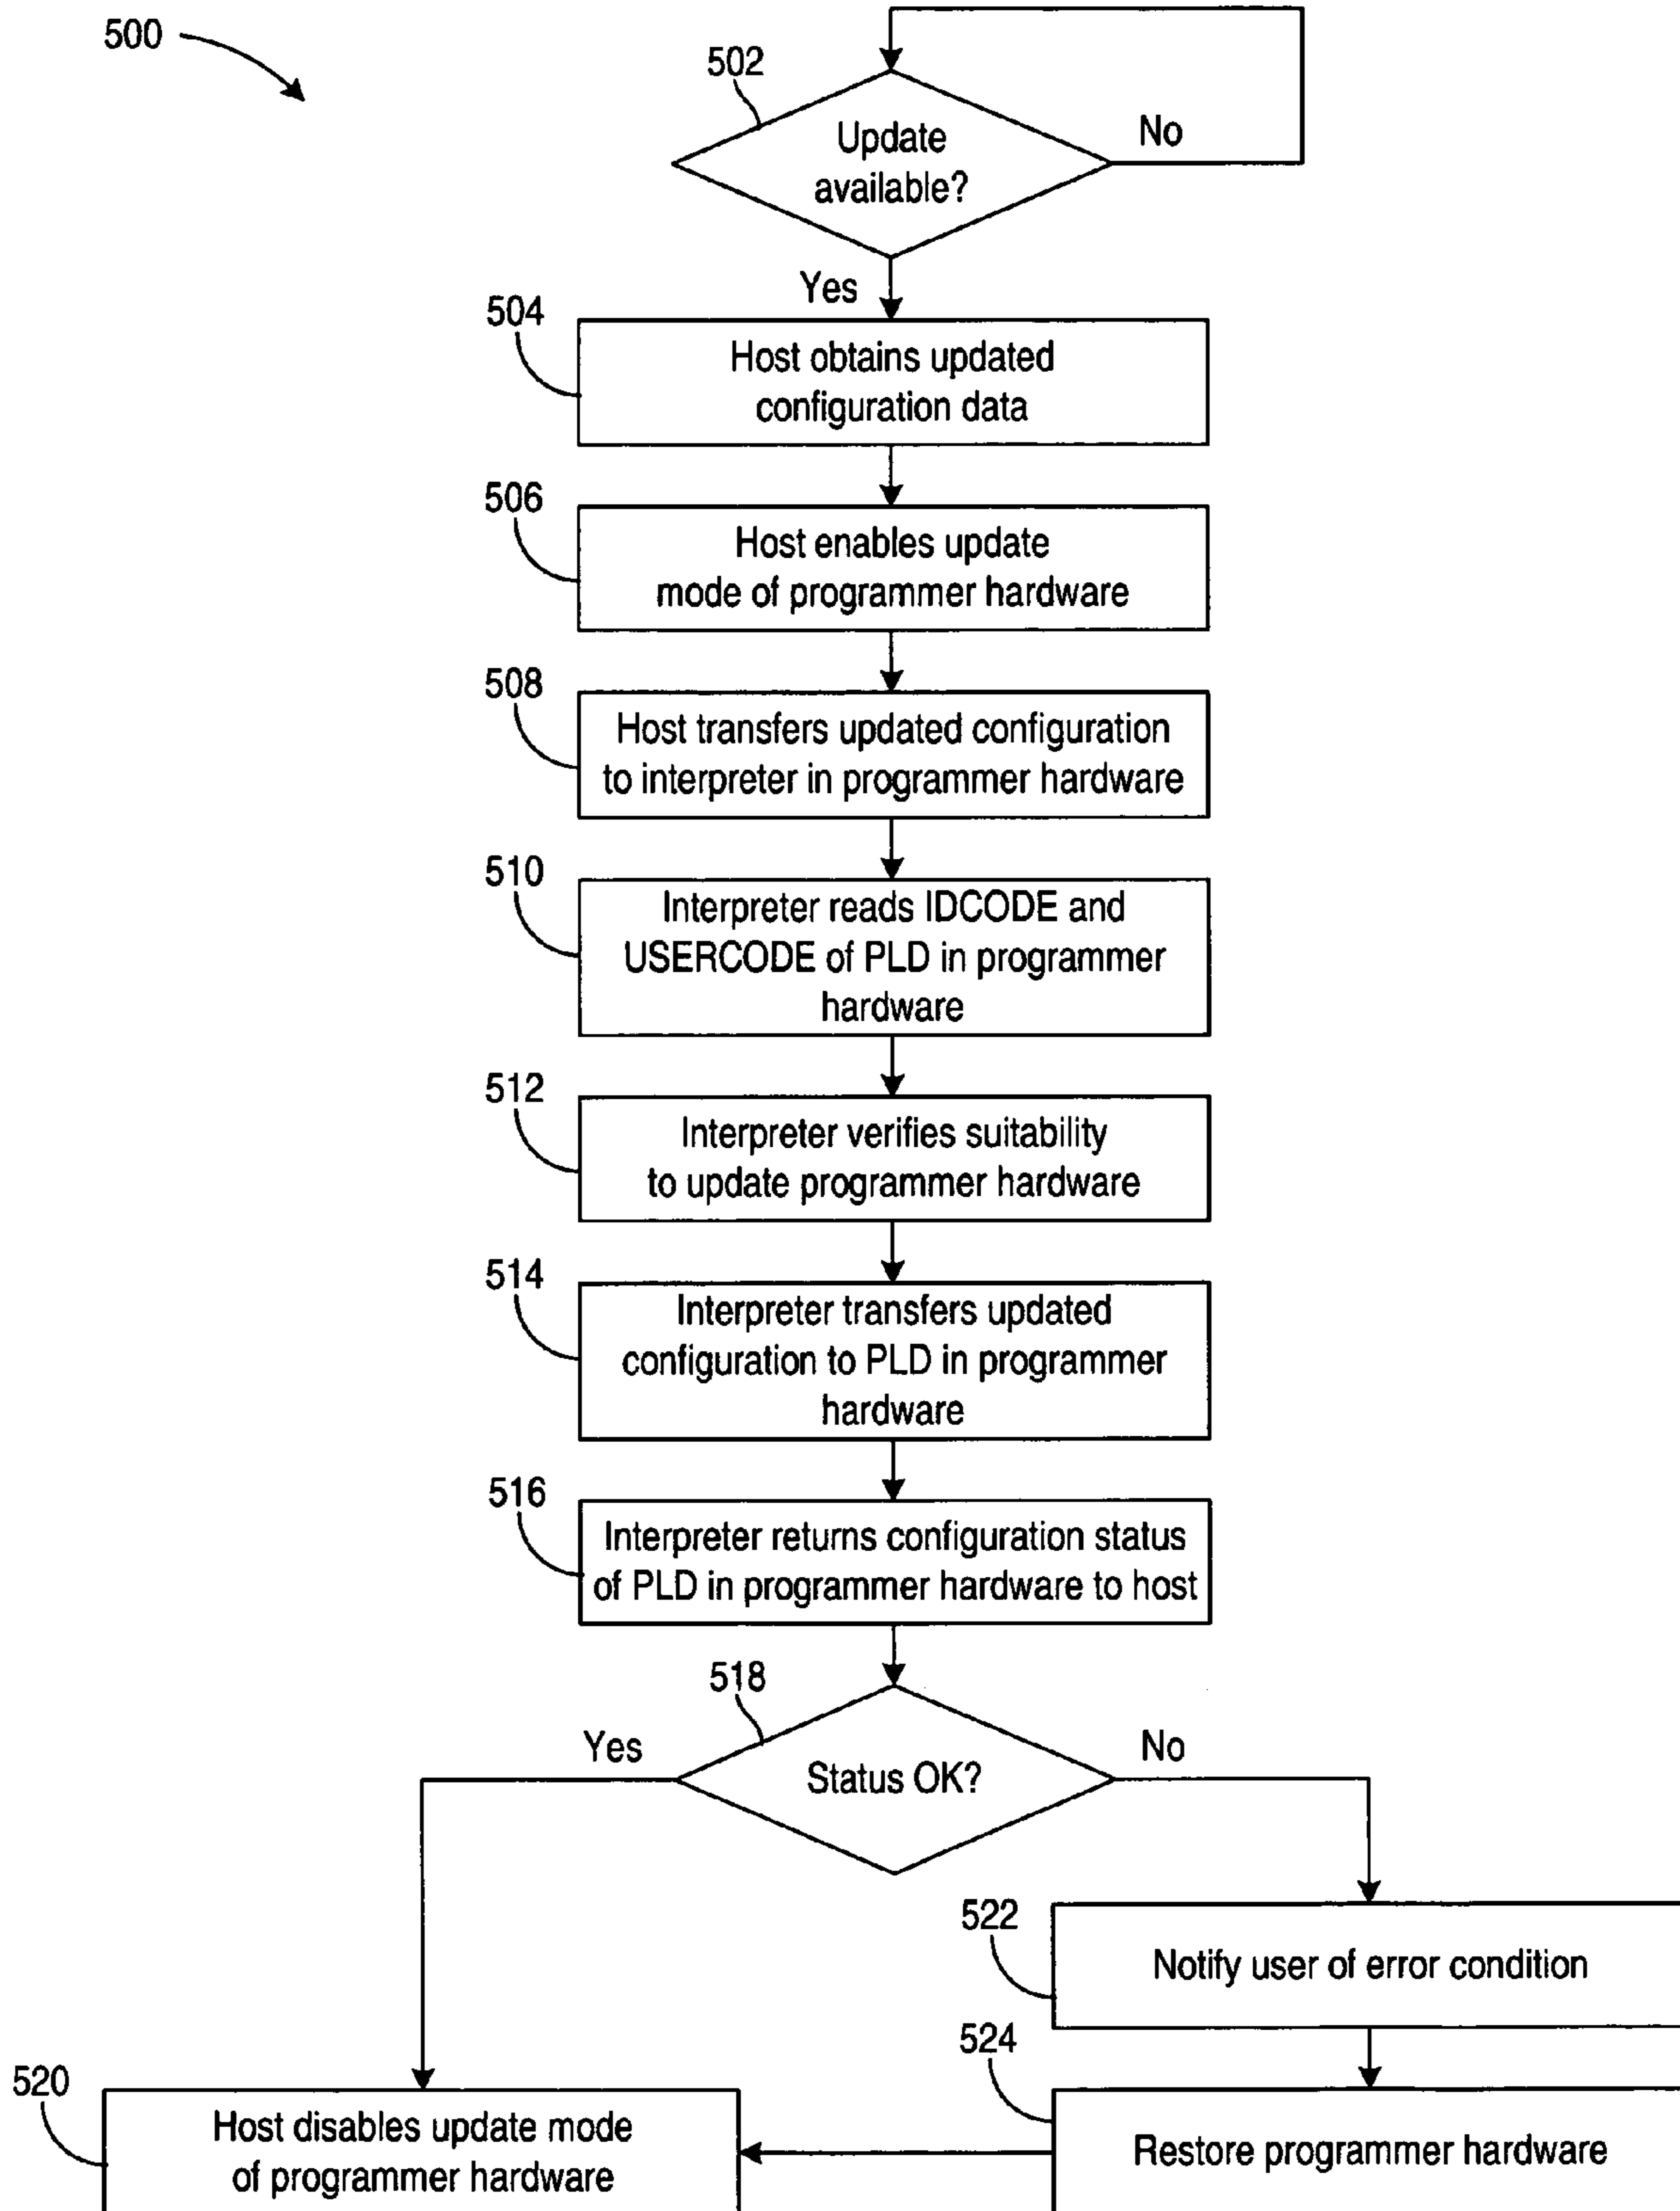 500
502
Update
available?
No
Yes
504
Host obtains updated
configuration data
506
Host enables update
mode of programmer hardware
508
Host transfers updated configuration
to interpreter in programmer hardware
510
Interpreter reads IDCODE and
USERCODE of PLD in programmer
hardware
512
Interpreter verifies suitability
to update programmer hardware
514
Interpreter transfers updated
configuration to PLD in programmer
hardware
516
Interpreter returns configuration status
of PLD in programmer hardware to host
518
Yes
Status OK?
No
522
Notify user of error condition
524
Restore programmer hardware
520
Host disables update mode
of programmer hardware